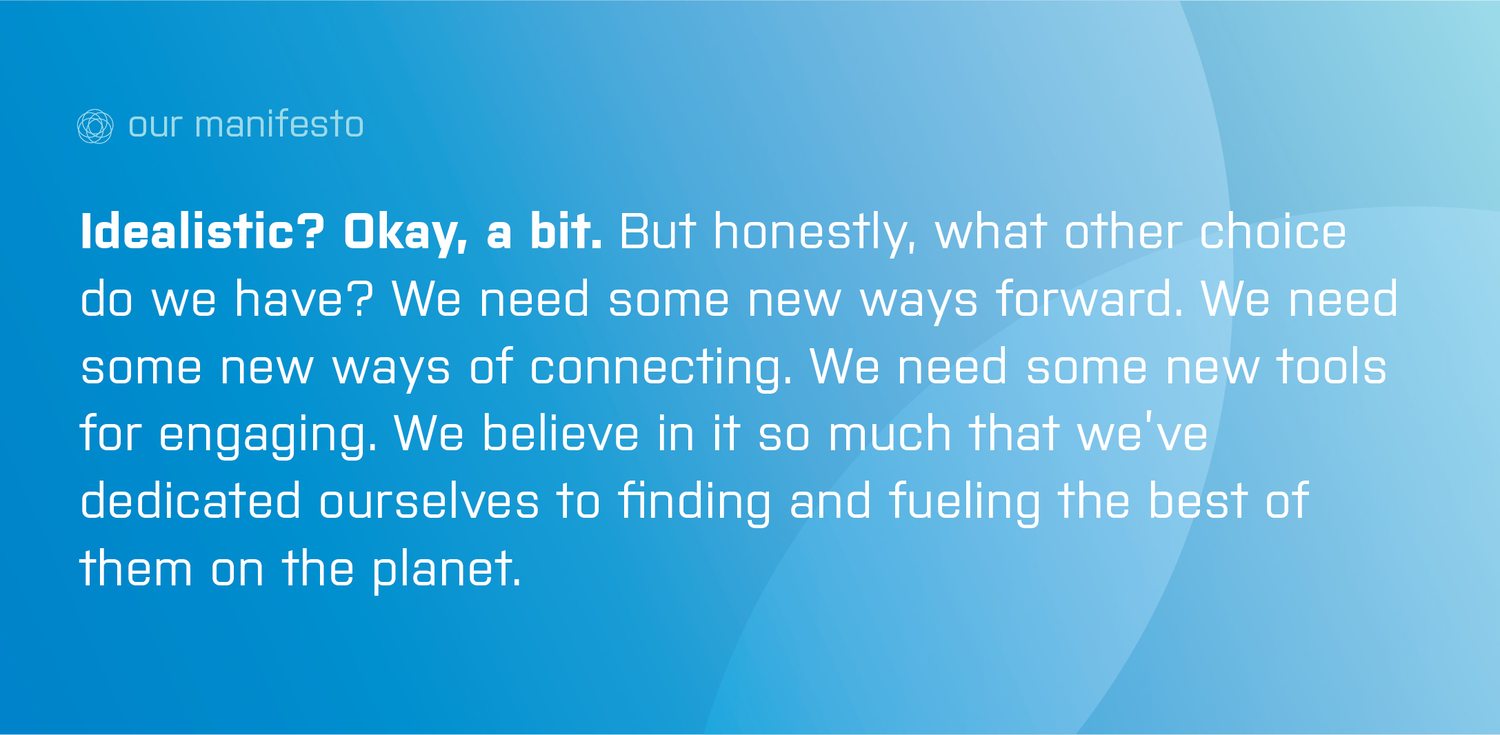 our manifesto
Idealistic? Okay, a bit. But honestly, what other choice
do we have? We need some new ways forward. We need
some new ways of connecting. We need some new tools
for engaging. We believe in it so much that we’ve
dedicated ourselves to finding and fueling the best of
them on the planet.